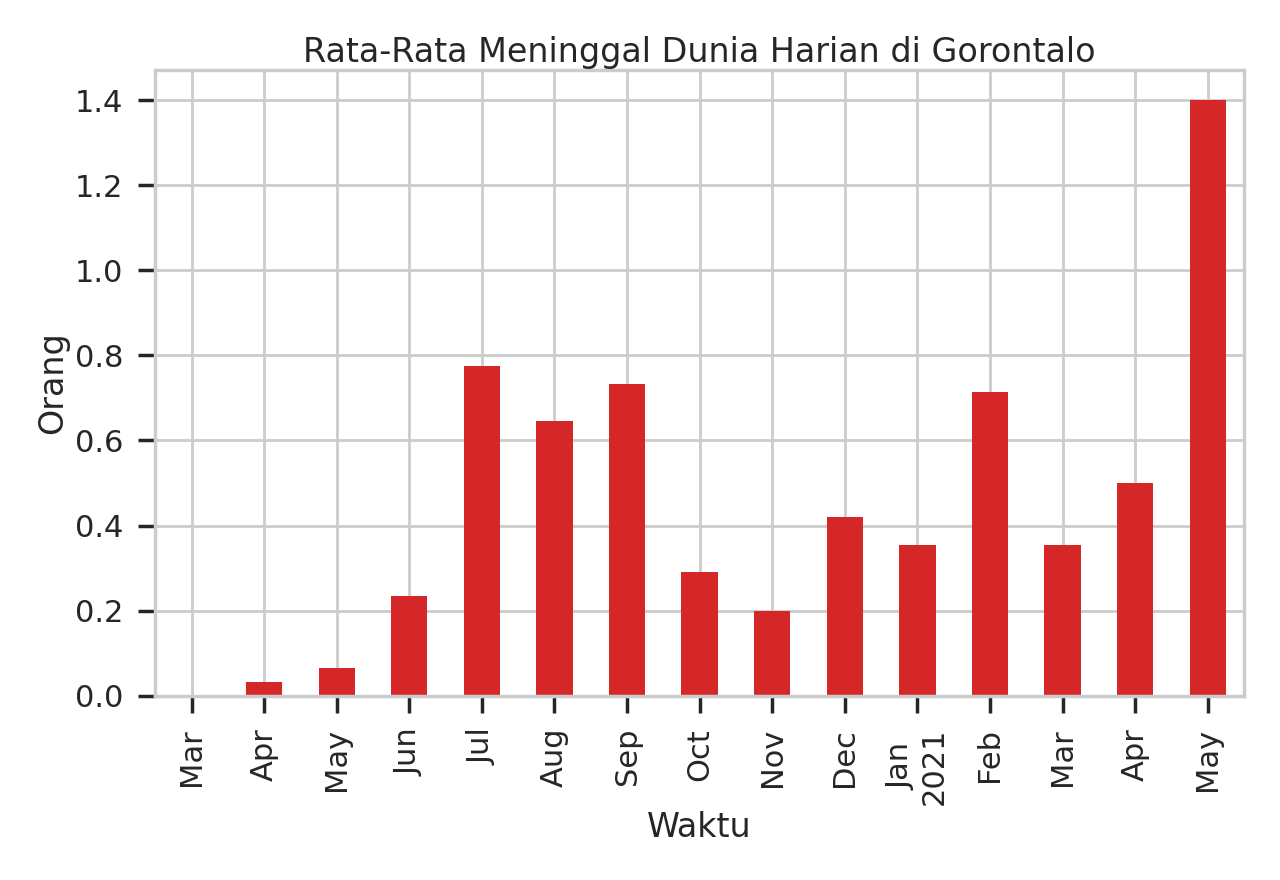 Rata-Rata Meninggal Dunia Harian di Gorontalo
Orang
1.4
1.2
1.0
0.8
0.6
0.4
0.2
0.0
Mar
Apr
May
Jun
Jul
Aug
Sep
Oct
Nov
Dec
Jan
2021
Feb
Mar
Apr
May
Waktu